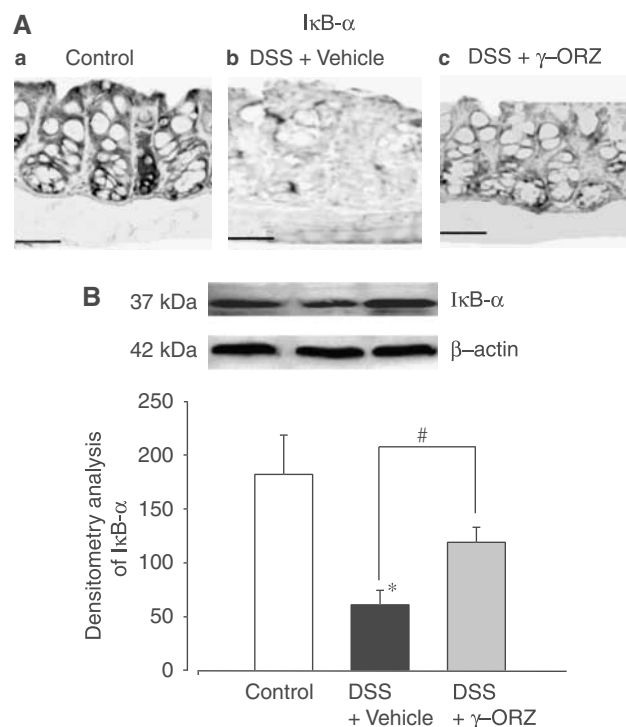 A
IκB-α
a Control
b DSS + Vehicle
c DSS + γ–ORZ
B
37 kDa
IκB-α
42 kDa
β–actin
Densitometry analysis
of IκB-α
250
200
150
100
50
0
#
*
Control
DSS
+ Vehicle
DSS
+ γ–ORZ